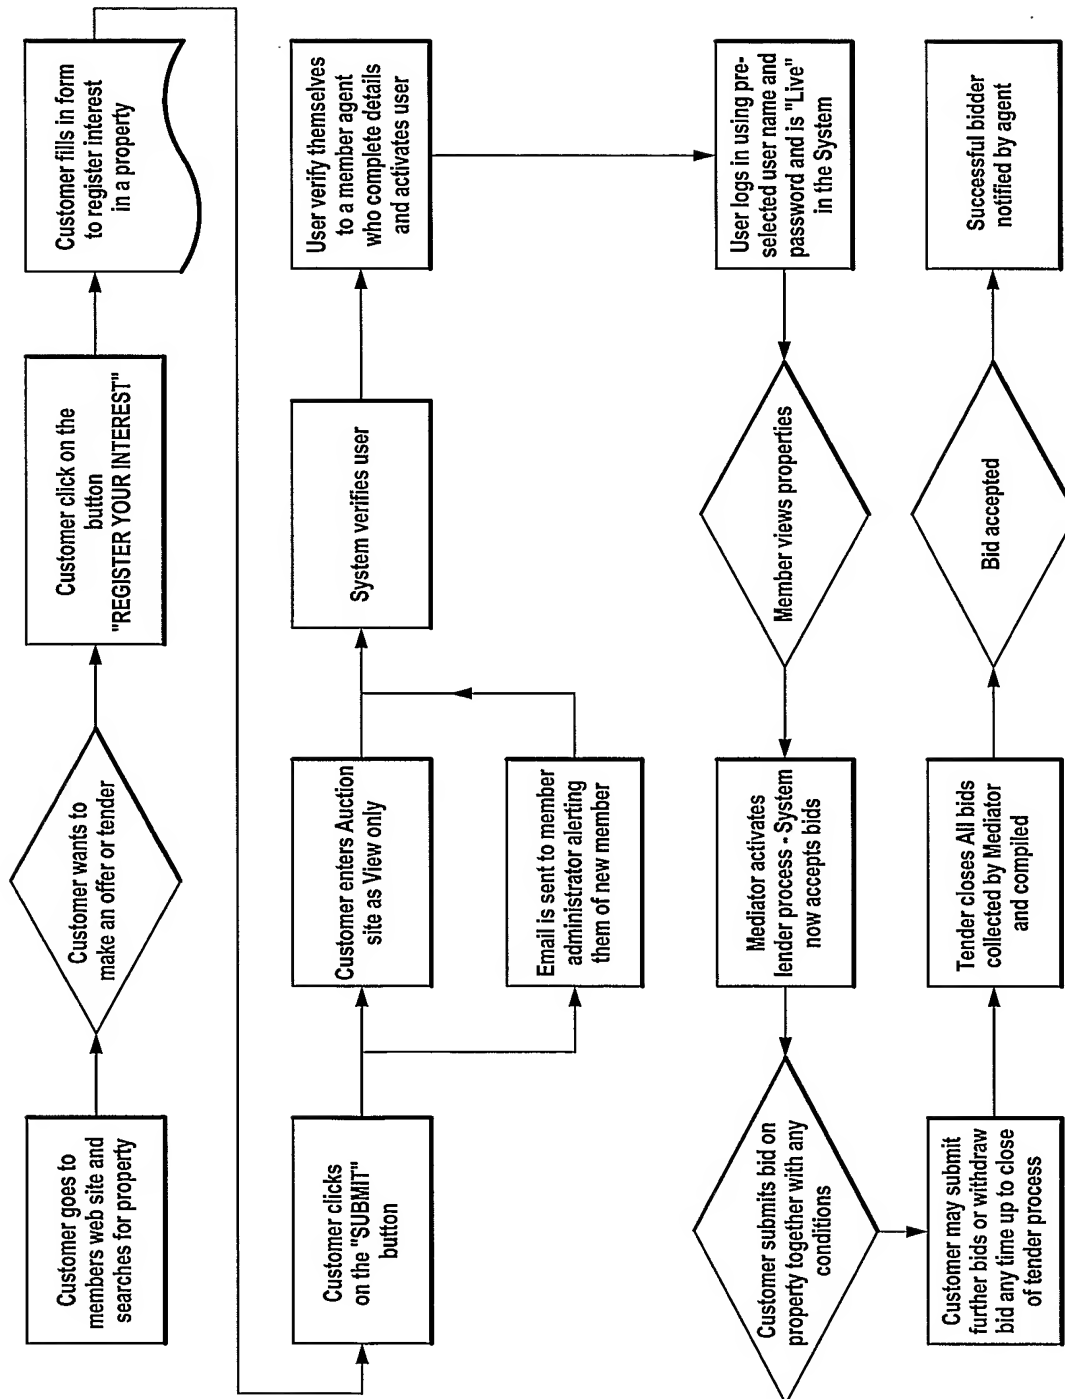 Customer goes to
members web site and
searches for property
Customer wants to
make an offer or tender
Customer click on the
button
"REGISTER YOUR INTEREST"
Customer fills in form
to register interest
in a property
Customer clicks
on the "SUBMIT"
button
Customer enters Auction
site as View only
Email is sent to member
administrator alerting
them of new member
System verifies user
User verify themselves
to a member agent
who complete details
and activates user
User logs in using pre-
selected user name and
password and is "Live"
in the System
Member views properties
Mediator activates
lender process - System
now accepts bids
Customer submits bid on
property together with any
conditions
Customer may submit
further bids or withdraw
bid any time up to close
of tender process
Tender closes All bids
collected by Mediator
and compiled
Bid accepted
Successful bidder
notified by agent